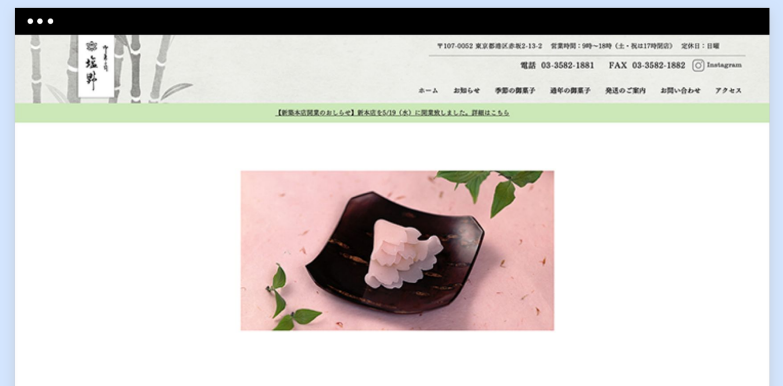 御菓子司
塩野
〒107-0052 東京都港区赤坂2-13-2 営業時間：9時〜18時（土・祝は17時閉店） 定休日：日曜
電話 03-3582-1881 FAX 03-3582-1882 Instagram
ホーム お知らせ 季節の御菓子 通年の御菓子 発送のご案内 お問い合わせ アクセス
【新築本店開業のおしらせ】新本店を5/19（水）に開業致しました。詳細はこちら